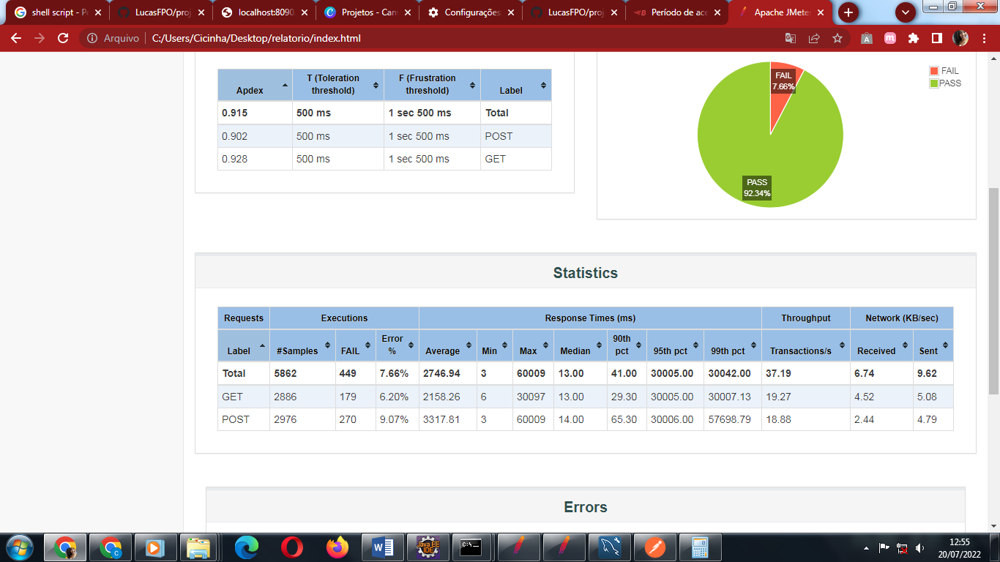 shell script - P
LucasFPO/proj
localhost:8090
Projetos - Can
Configurações
LucasFPO/proj
Período de ace
Apache JMeter
Arquivo
C:/Users/Cicinha/Desktop/relatorio/index.html
Apdex T (Toleration threshold) F (Frustration threshold) Label
0.915 500 ms 1 sec 500 ms Total
0.902 500 ms 1 sec 500 ms POST
0.928 500 ms 1 sec 500 ms GET
FAIL
7.66%
PASS
92.34%
FAIL
PASS
Statistics
Requests Executions Response Times (ms) Throughput Network (KB/sec)
Label #Samples FAIL Error % Average Min Max Median 90th pct 95th pct 99th pct Transactions/s Received Sent
Total 5862 449 7.66% 2746.94 3 60009 13.00 41.00 30005.00 30042.00 37.19 6.74 9.62
GET 2886 179 6.20% 2158.26 6 30097 13.00 29.30 30005.00 30007.13 19.27 4.52 5.08
POST 2976 270 9.07% 3317.81 3 60009 14.00 65.30 30006.00 57698.79 18.88 2.44 4.79
Errors
Java EE
IDE
C:\_
12:55
20/07/2022